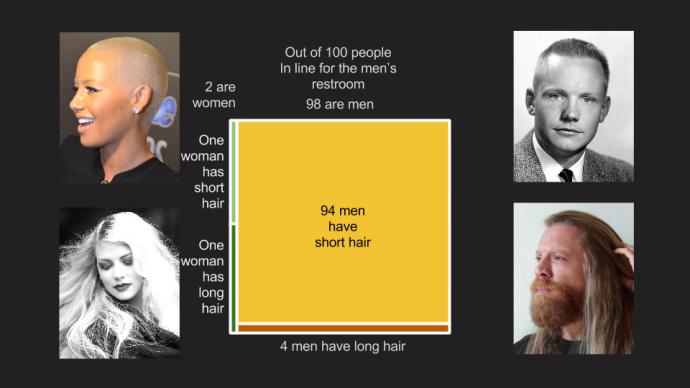 Out of 100 people
In line for the men's
restroom
2 are
women
98 are men
One
woman
has
short
hair
94 men
have
short hair
One
woman
has
long
hair
4 men have long hair